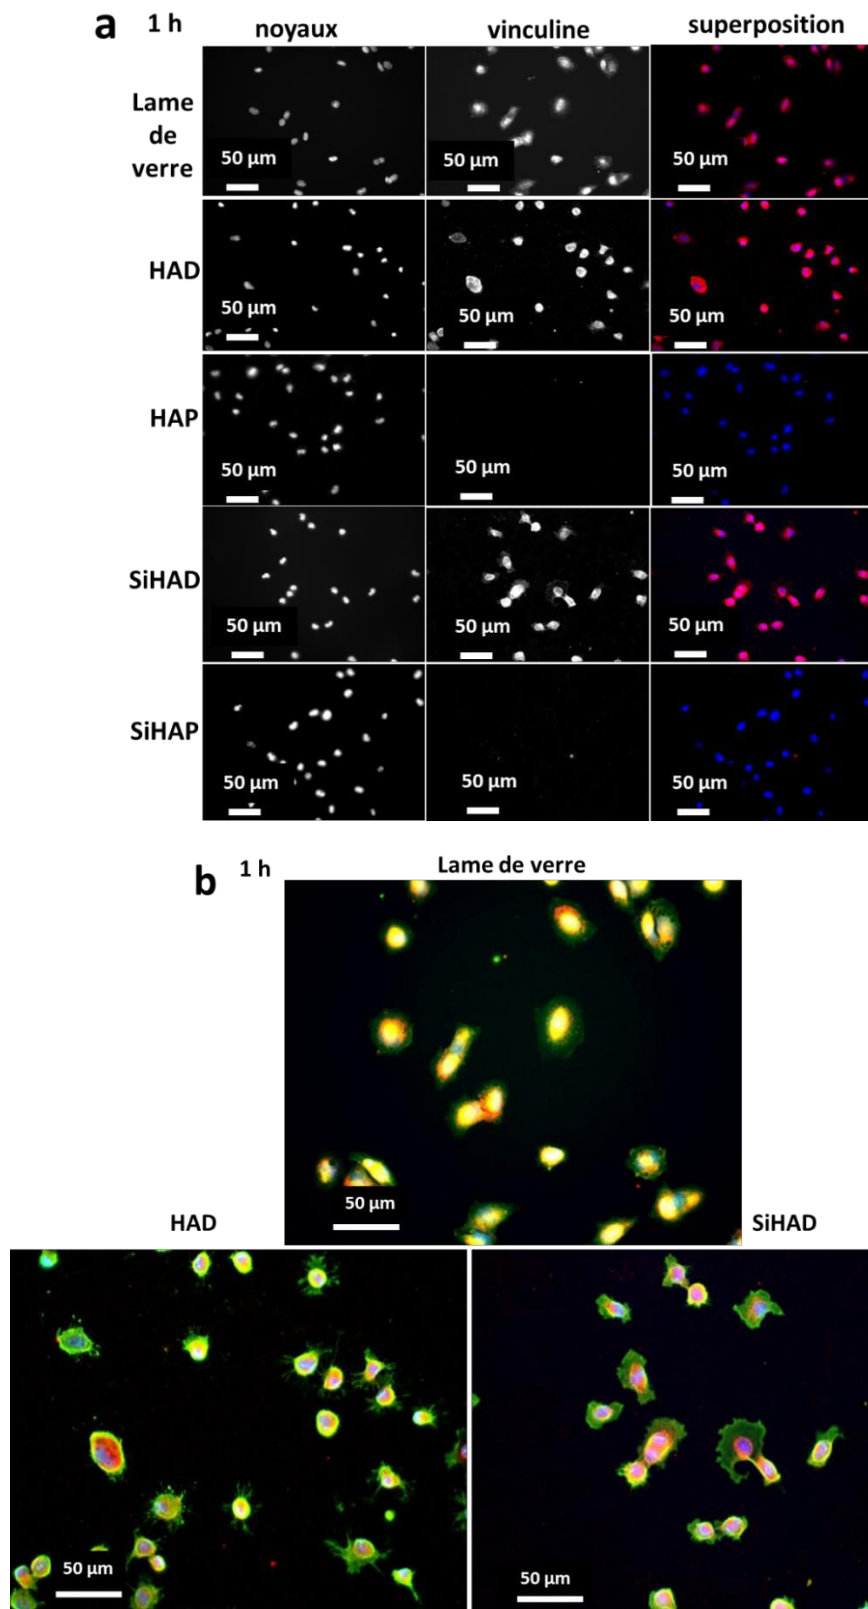 a 1 h noyaux vinculine superposition
Lame
de
verre
50 µm 50 µm 50 µm
HAD
50 µm 50 µm 50 µm
HAP
50 µm 50 µm 50 µm
SiHAD
50 µm 50 µm 50 µm
SiHAP
50 µm 50 µm 50 µm
b 1 h Lame de verre
50 µm
HAD SiHAD
50 µm 50 µm